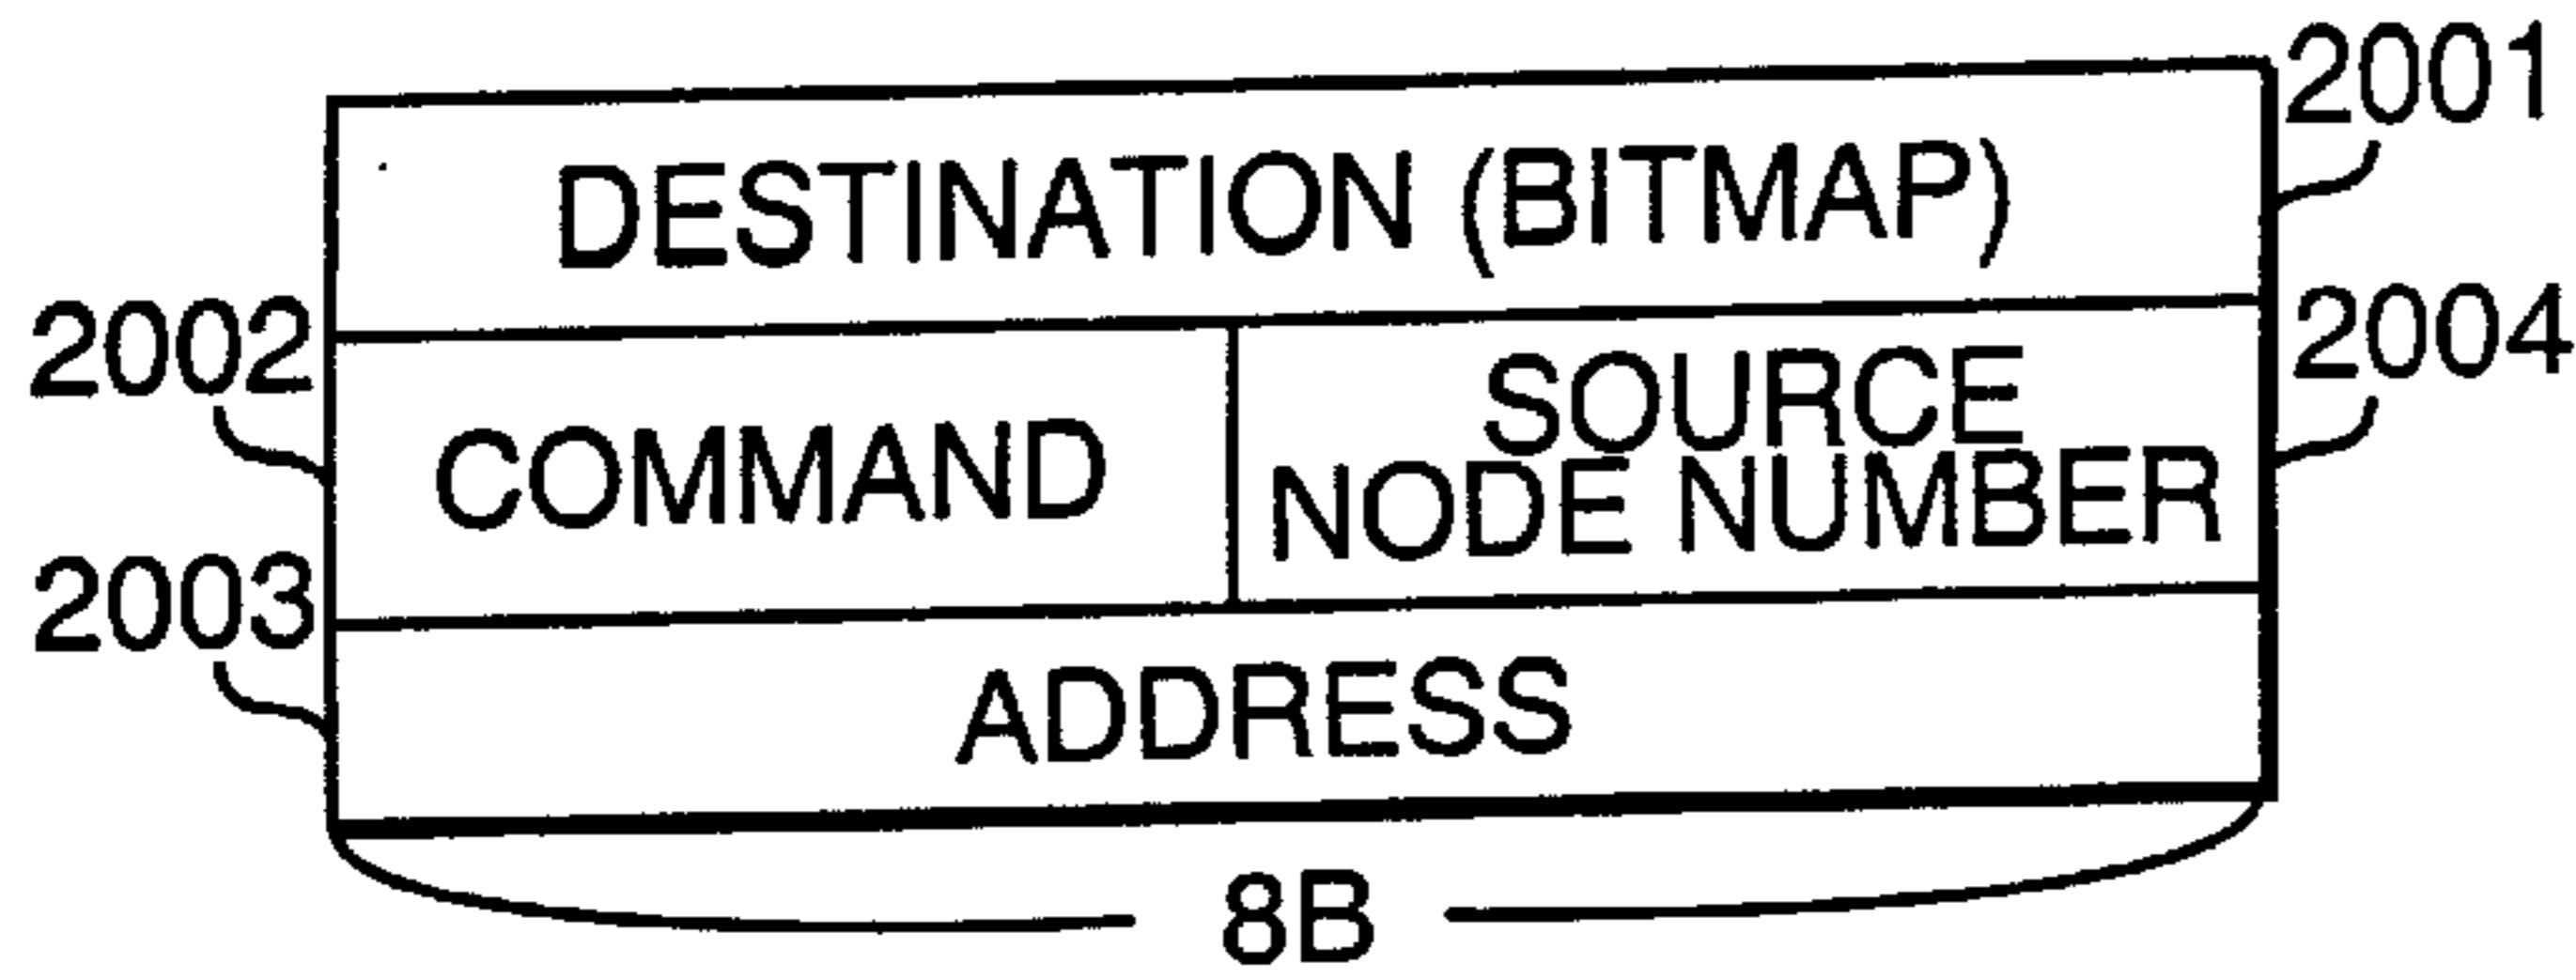 2001
DESTINATION (BITMAP)
2002
2004
COMMAND
SOURCE
NODE NUMBER
2003
ADDRESS
8B